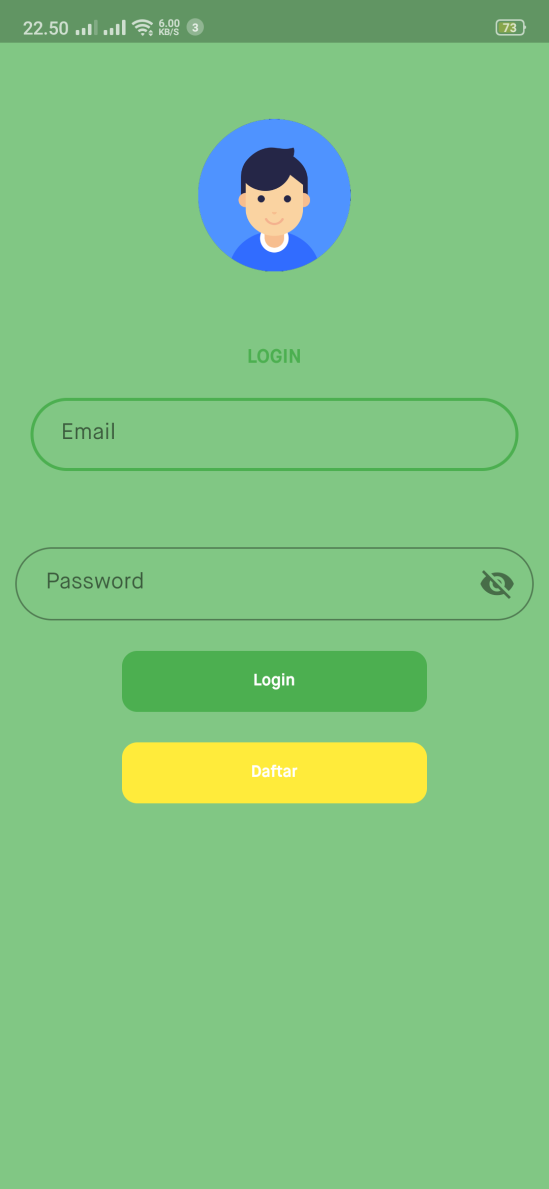 22.50 6.00 KB/S 3 73
LOGIN
Email
Password
Login
Daftar